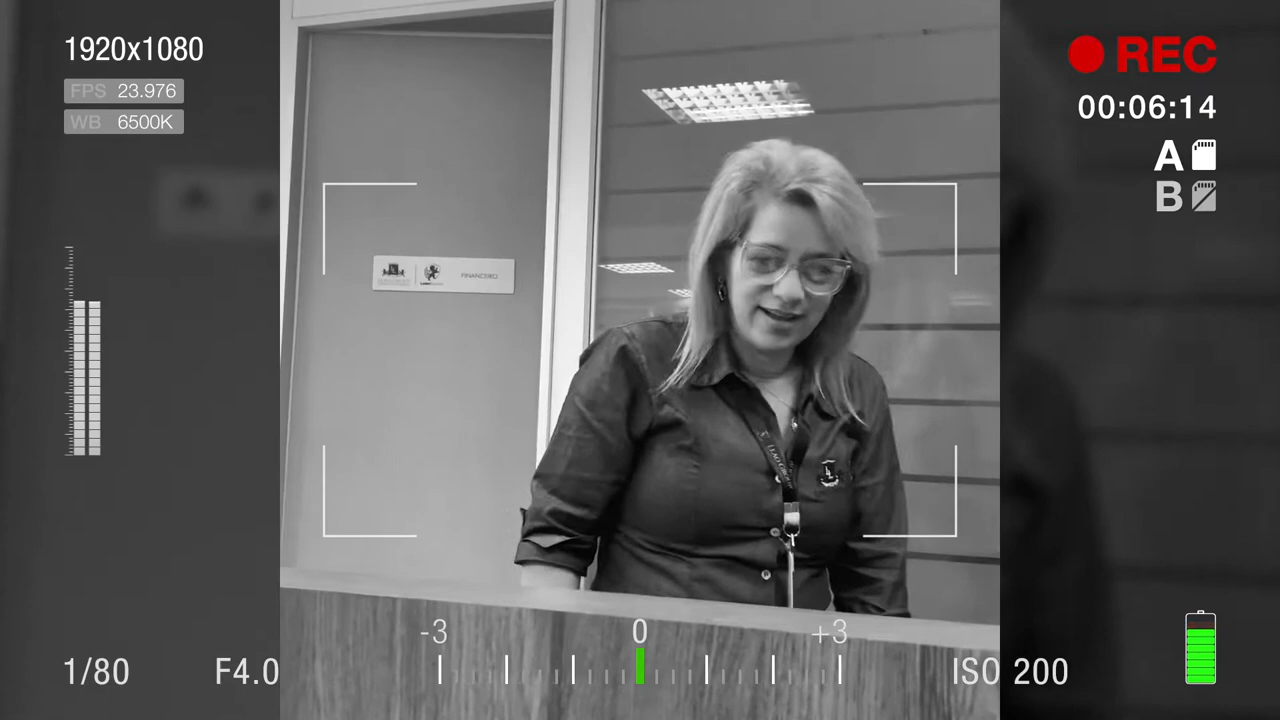 1920x1080
FPS 23.976
WB 6500K
REC
00:06:14
A
B
FINANCEIRO
-3 0 +3
1/80 F4.0 ISO 200